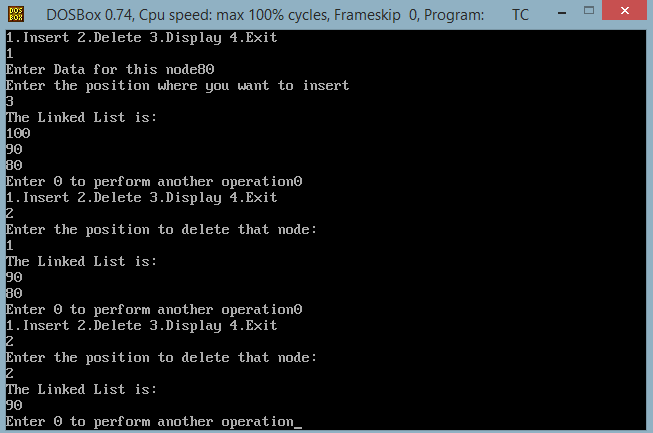 DOS BOX
DOSBox 0.74, Cpu speed: max 100% cycles, Frameskip 0, Program: TC
1.Insert 2.Delete 3.Display 4.Exit
1
Enter Data for this node80
Enter the position where you want to insert
3
The Linked List is:
100
90
80
Enter 0 to perform another operation0
1.Insert 2.Delete 3.Display 4.Exit
2
Enter the position to delete that node:
1
The Linked List is:
90
80
Enter 0 to perform another operation0
1.Insert 2.Delete 3.Display 4.Exit
2
Enter the position to delete that node:
2
The Linked List is:
90
Enter 0 to perform another operation_